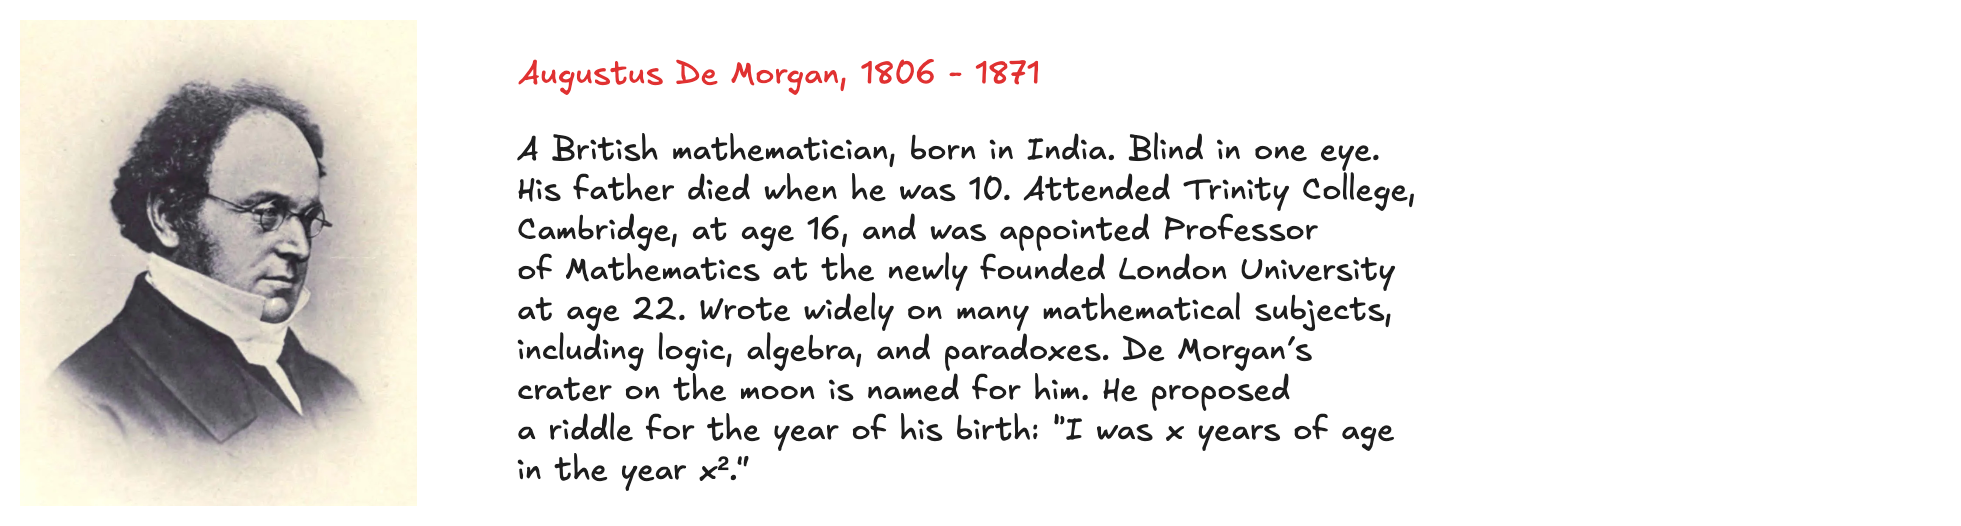 Augustus De Morgan, 1806 - 1871
A British mathematician, born in India. Blind in one eye.
His father died when he was 10. Attended Trinity College,
Cambridge, at age 16, and was appointed Professor
of Mathematics at the newly founded London University
at age 22. Wrote widely on many mathematical subjects,
including logic, algebra, and paradoxes. De Morgan's
crater on the moon is named for him. He proposed
a riddle for the year of his birth: "I was x years of age
in the year x²."